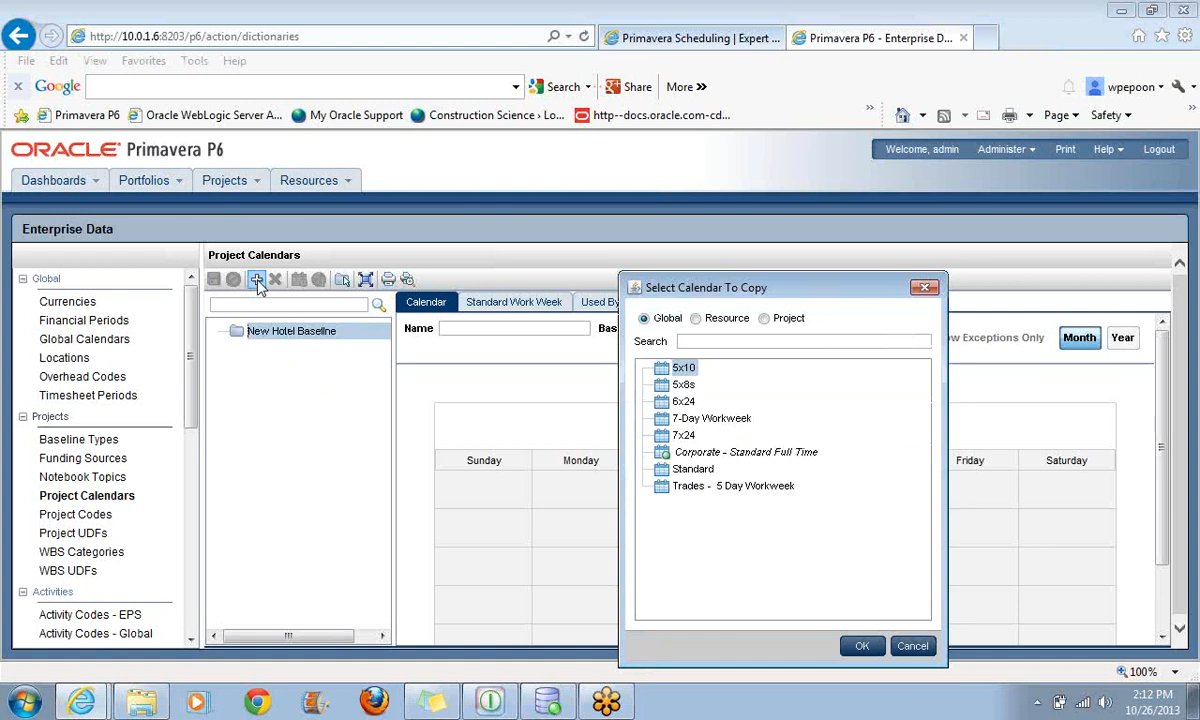 http://10.0.1.6:8203/p6/action/dictionaries
Primavera Scheduling | Expert ...
Primavera P6 - Enterprise D...
File Edit View Favorites Tools Help
x Google Search Share More »
wpepoon
Primavera P6 Oracle WebLogic Server A... My Oracle Support Construction Science › Lo... http--docs.oracle.com-cd...
Page Safety
ORACLE Primavera P6
Welcome, admin Administer Print Help Logout
Dashboards Portfolios Projects Resources
Enterprise Data
Global
Currencies
Financial Periods
Global Calendars
Locations
Overhead Codes
Timesheet Periods
Projects
Baseline Types
Funding Sources
Notebook Topics
Project Calendars
Project Codes
Project UDFs
WBS Categories
WBS UDFs
Activities
Activity Codes - EPS
Activity Codes - Global
Project Calendars
New Hotel Baseline
Calendar Standard Work Week Used By
Name Bas
ow Exceptions Only Month Year
Sunday Monday Friday Saturday
Select Calendar To Copy
Global Resource Project
Search
5x10
5x8s
6x24
7-Day Workweek
7x24
Corporate - Standard Full Time
Standard
Trades - 5 Day Workweek
OK Cancel
100%
2:12 PM
10/26/2013